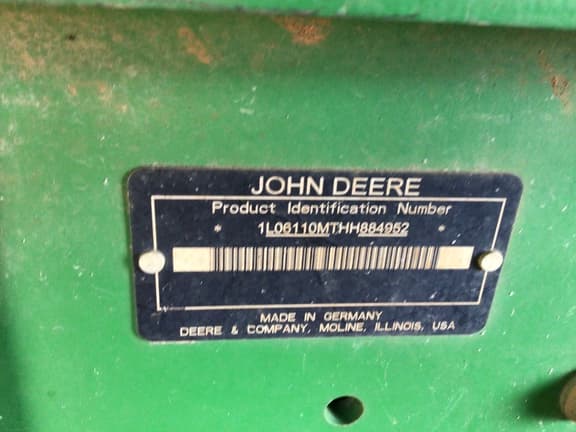 JOHN DEERE
Product Identification Number
* 1L06110MTHH884952 *
MADE IN GERMANY
DEERE & COMPANY, MOLINE, ILLINOIS, USA